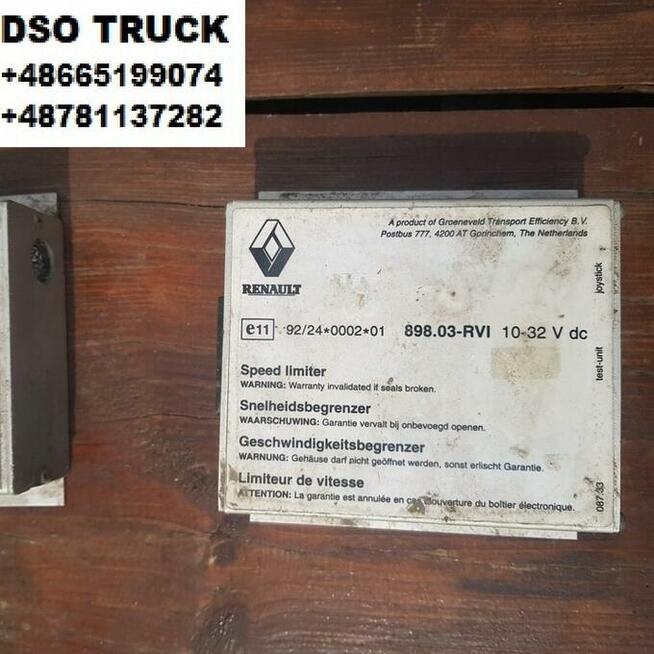 DSO TRUCK
+48665199074
+48781137282
A product of Groeneveld Transport Efficiency B.V.
Postbus 777, 4200 AT Gorinchem, The Netherlands
RENAULT
e11 92/24*0002*01 898.03-RVI 10-32 V dc
Speed limiter
WARNING: Warranty invalidated if seals broken.
Snelheidsbegrenzer
WAARSCHUWING: Garantie vervalt bij onbevoegd openen.
Geschwindigkeitsbegrenzer
WARNUNG: Gehäuse darf nicht geöffnet werden, sonst erlischt Garantie.
Limiteur de vitesse
ATTENTION: La garantie est annulée en cas d'ouverture du boîtier électronique.
joystick
test-unit
087.33